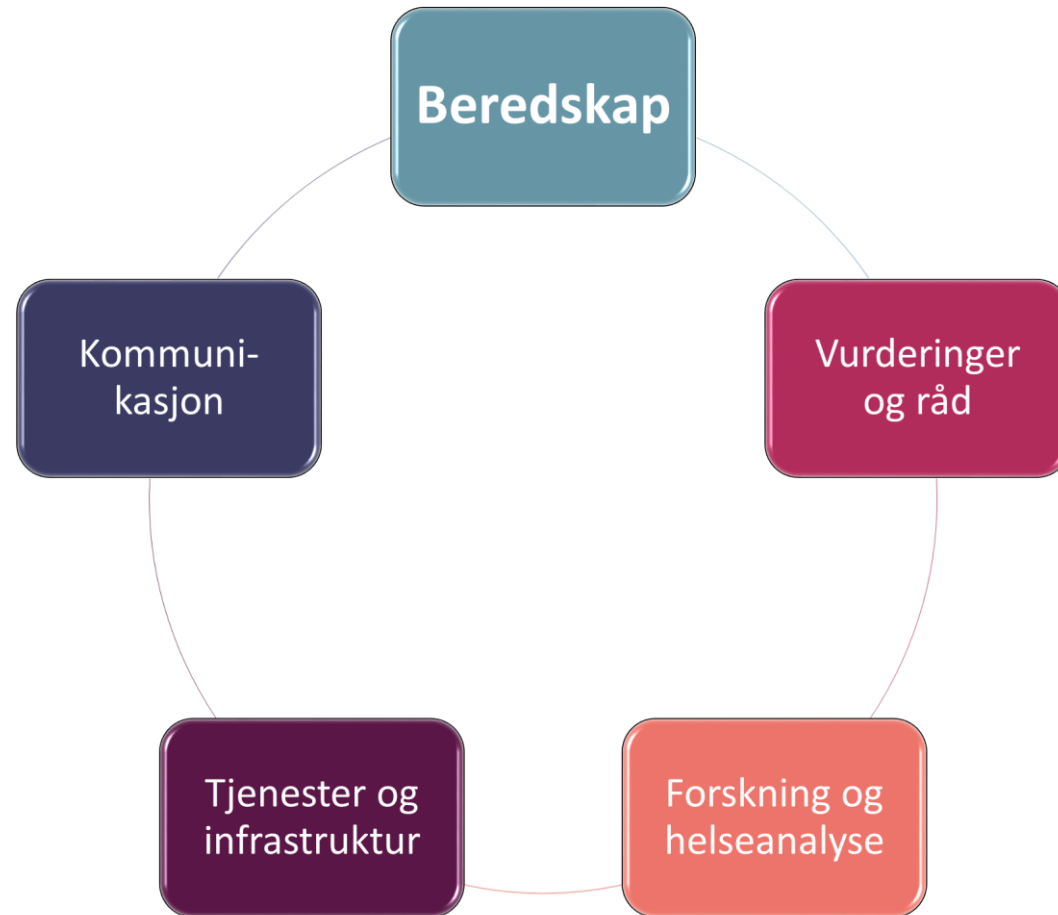 Beredskap
Vurderinger
og råd
Forskning og
helseanalyse
Tjenester og
infrastruktur
Kommuni-
kasjon